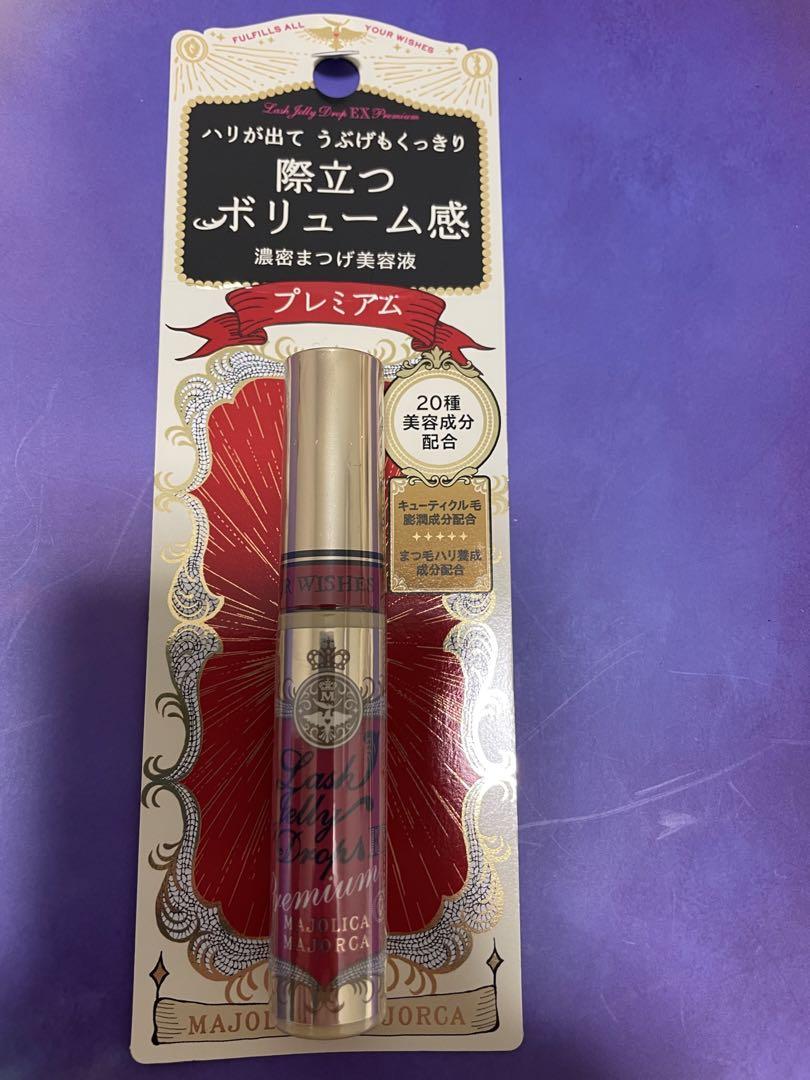 FULFILLS ALL YOUR WISHES
Lash Jelly Drop EX Premium
ハリが出て うぶげもくっきり
際立つ
ボリューム感
濃密まつげ美容液
プレミアム
20種
美容成分
配合
キューティクル毛
膨潤成分配合
まつ毛ハリ養成
成分配合
R WISHES
M
Lash
Jelly
Drops
Premium
MAJOLICA
MAJORCA
MAJOL JORCA